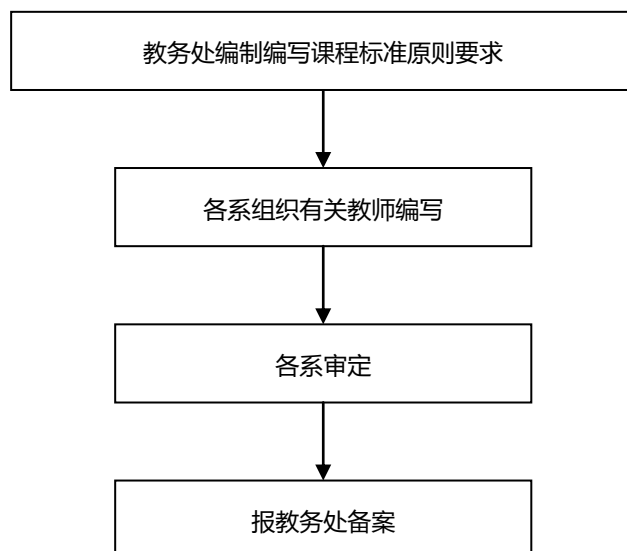 教务处编制编写课程标准原则要求
各系组织有关教师编写
各系审定
报教务处备案